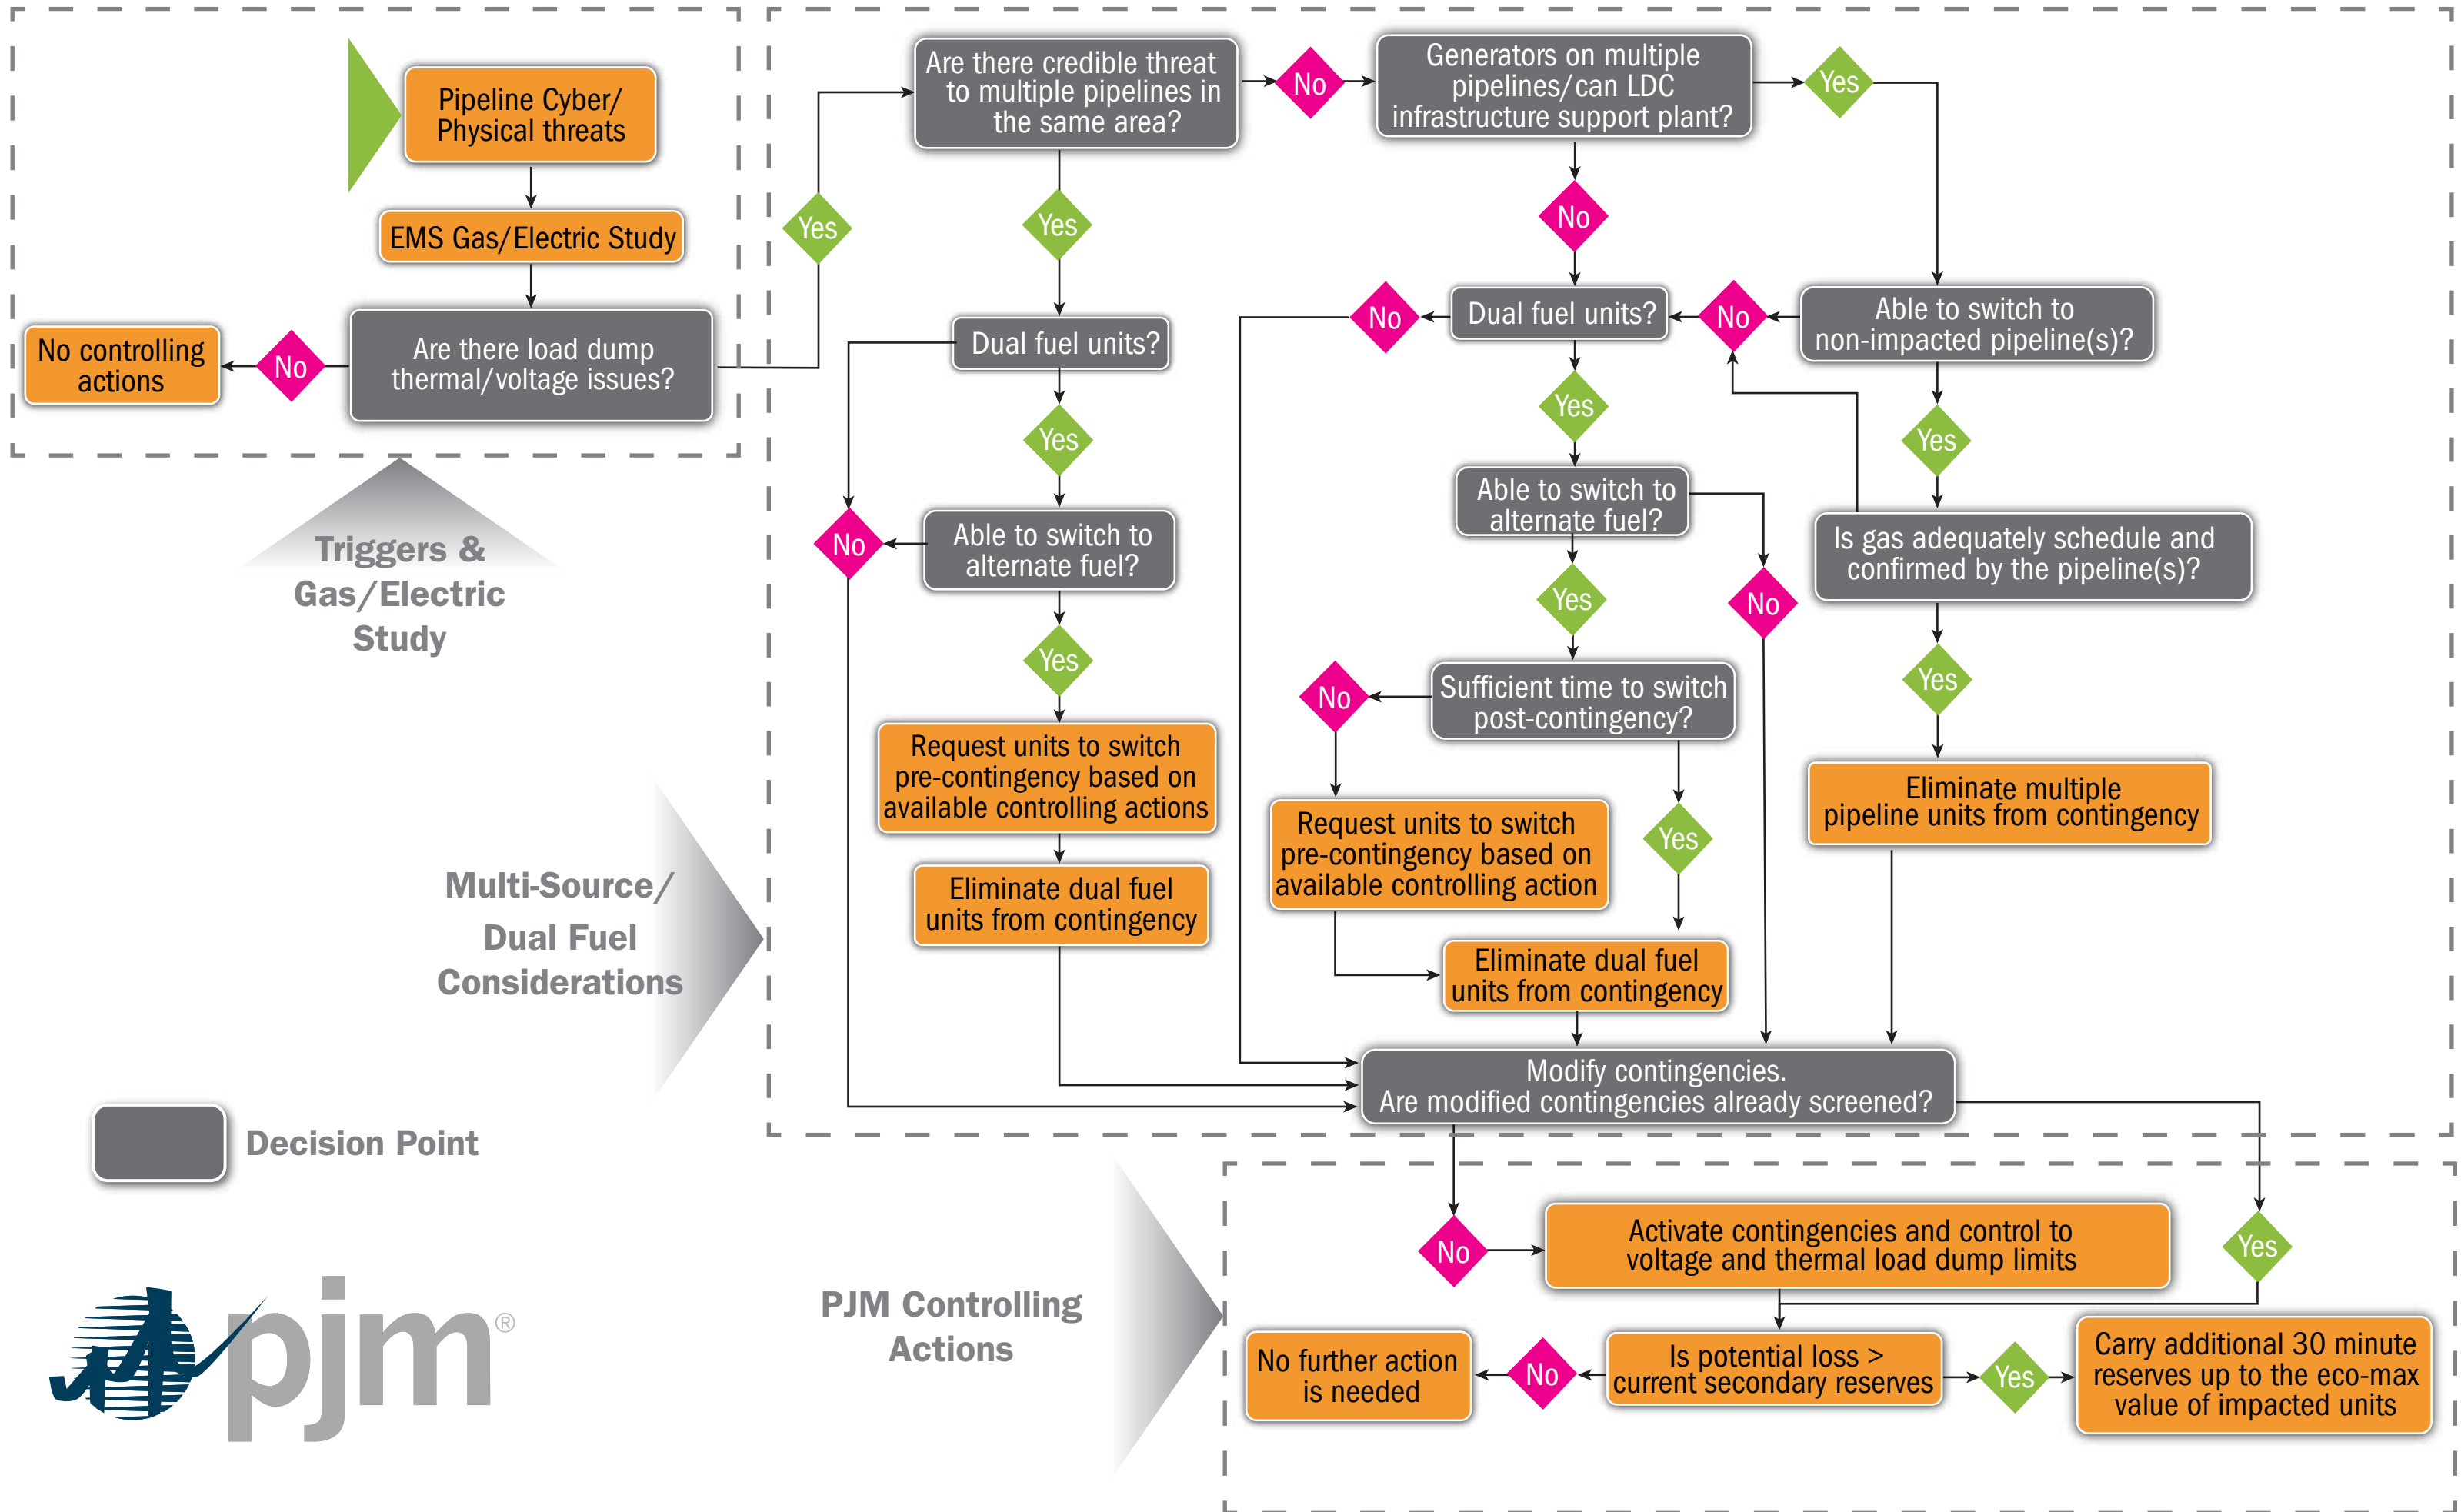 Pipeline Cyber/
Physical threats
EMS Gas/Electric Study
Are there load dump
thermal/voltage issues?
No
No controlling
actions
Yes
Triggers &
Gas/Electric
Study
Are there credible threat
to multiple pipelines in
the same area?
No
Generators on multiple
pipelines/can LDC
infrastructure support plant?
Yes
Yes
No
Dual fuel units?
No
Dual fuel units?
No
Able to switch to
non-impacted pipeline(s)?
Yes
Yes
Yes
No
Able to switch to
alternate fuel?
Able to switch to
alternate fuel?
Is gas adequately schedule and
confirmed by the pipeline(s)?
Yes
Yes
No
Yes
Request units to switch
pre-contingency based on
available controlling actions
No
Sufficient time to switch
post-contingency?
Eliminate multiple
pipeline units from contingency
Request units to switch
pre-contingency based on
available controlling action
Yes
Eliminate dual fuel
units from contingency
Eliminate dual fuel
units from contingency
Multi-Source/
Dual Fuel
Considerations
Modify contingencies.
Are modified contingencies already screened?
Decision Point
No
Activate contingencies and control to
voltage and thermal load dump limits
Yes
PJM Controlling
Actions
No further action
is needed
No
Is potential loss >
current secondary reserves
Yes
Carry additional 30 minute
reserves up to the eco-max
value of impacted units
pjm®